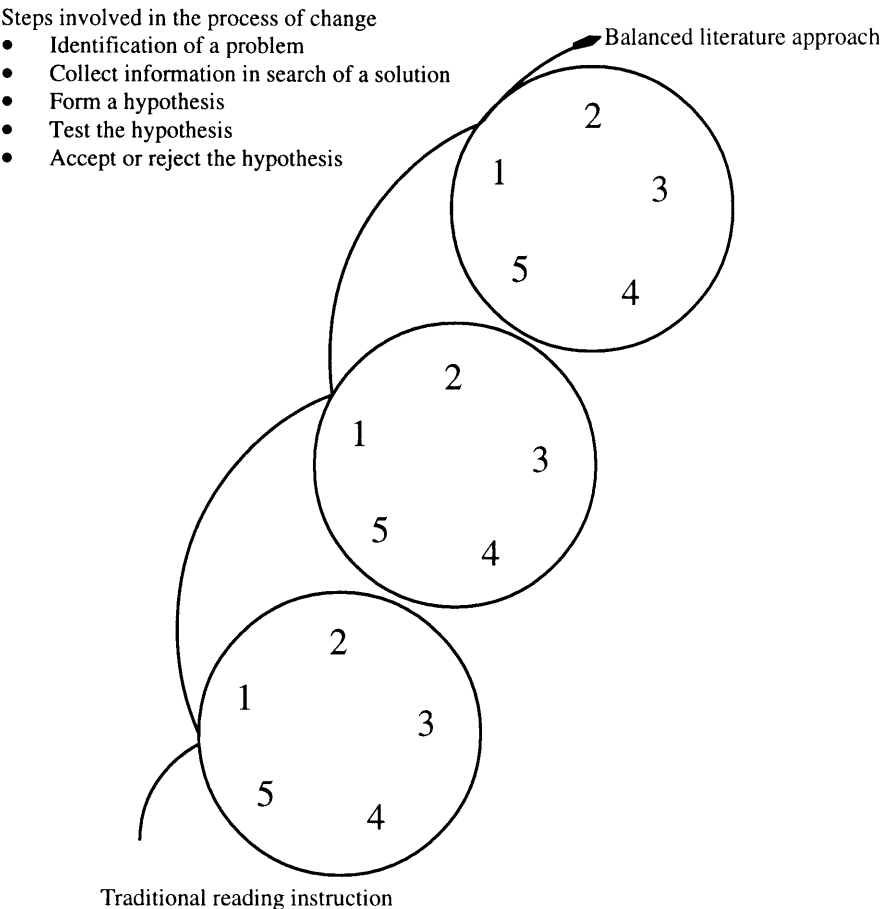 Steps involved in the process of change
• Identification of a problem
• Collect information in search of a solution
• Form a hypothesis
• Test the hypothesis
• Accept or reject the hypothesis
Balanced literature approach
2
1
3
5
4
2
1
3
5
4
2
1
3
5
4
Traditional reading instruction